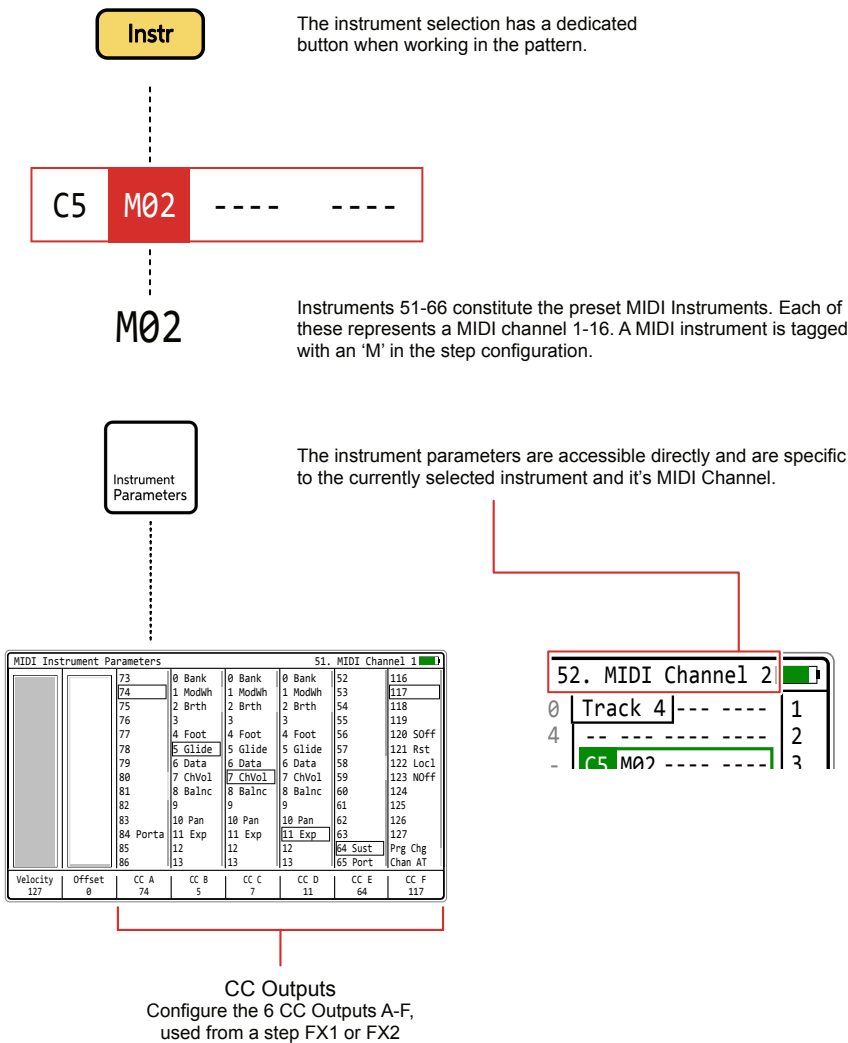 Instr
The instrument selection has a dedicated
button when working in the pattern.
C5 M02 ---- ----
M02
Instruments 51-66 constitute the preset MIDI Instruments. Each of
these represents a MIDI channel 1-16. A MIDI instrument is tagged
with an ‘M’ in the step configuration.
Instrument
Parameters
The instrument parameters are accessible directly and are specific
to the currently selected instrument and it’s MIDI Channel.
MIDI Instrument Parameters 51. MIDI Channel 1
73 0 Bank 0 Bank 0 Bank 52 116
74 1 ModWh 1 ModWh 1 ModWh 53 117
75 2 Brth 2 Brth 2 Brth 54 118
76 3 3 3 55 119
77 4 Foot 4 Foot 4 Foot 56 120 SOff
78 5 Glide 5 Glide 5 Glide 57 121 Rst
79 6 Data 6 Data 6 Data 58 122 Locl
80 7 ChVol 7 ChVol 7 ChVol 59 123 NOff
81 8 Balnc 8 Balnc 8 Balnc 60 124
82 9 9 9 61 125
83 10 Pan 10 Pan 10 Pan 62 126
84 Porta 11 Exp 11 Exp 11 Exp 63 127
85 12 12 12 64 Sust Prg Chg
86 13 13 13 65 Port Chan AT
Velocity Offset CC A CC B CC C CC D CC E CC F
127 0 74 5 7 11 64 117
52. MIDI Channel 2
0 Track 4 --- ---- 1
4 -- --- ---- ---- 2
- C5 M02 ---- ---- 3
CC Outputs
Configure the 6 CC Outputs A-F,
used from a step FX1 or FX2